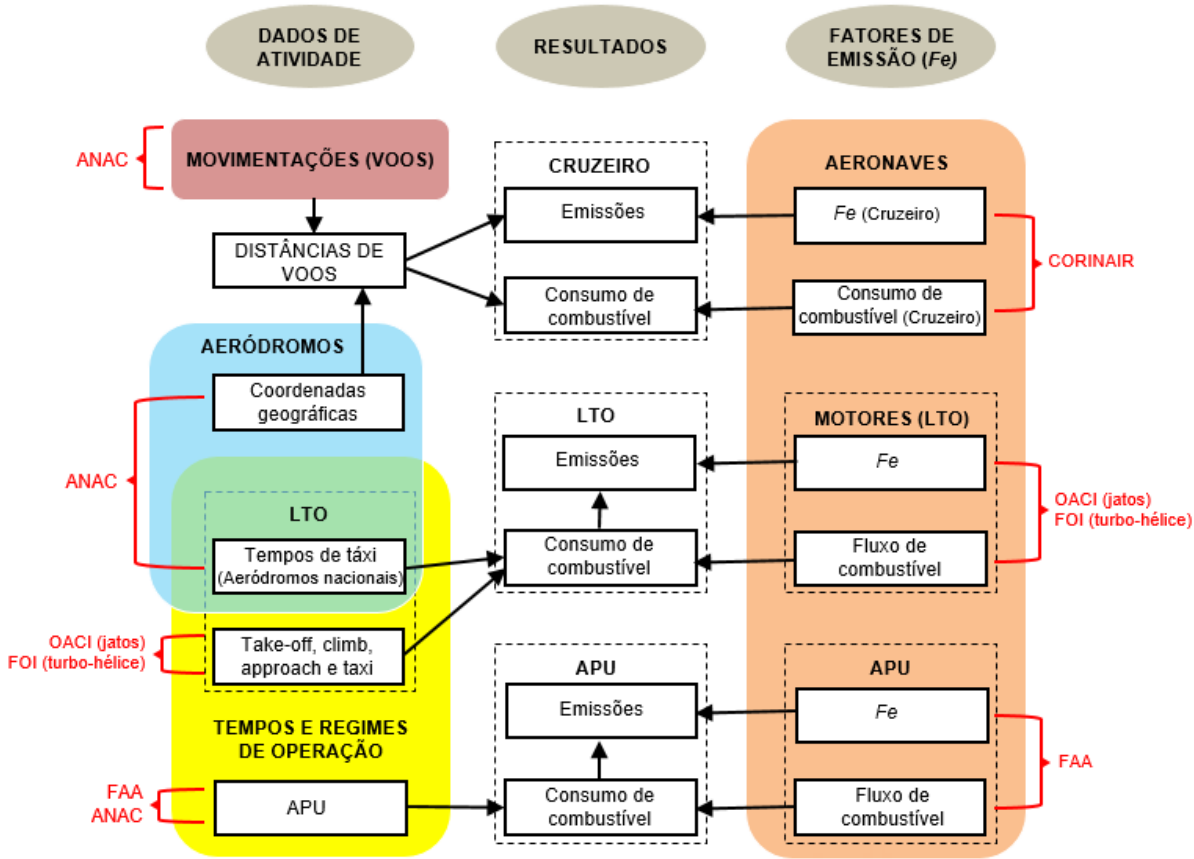 DADOS DE
ATIVIDADE
RESULTADOS
FATORES DE
EMISSÃO (Fe)
ANAC
MOVIMENTAÇÕES (VOOS)
DISTÂNCIAS DE
VOOS
AERÓDROMOS
Coordenadas
geográficas
ANAC
LTO
Tempos de táxi
(Aeródromos nacionais)
OACI (jatos)
FOI (turbo-hélice)
Take-off, climb,
approach e taxi
TEMPOS E REGIMES
DE OPERAÇÃO
FAA
ANAC
APU
CRUZEIRO
Emissões
Consumo de
combustível
LTO
Emissões
Consumo de
combustível
APU
Emissões
Consumo de
combustível
AERONAVES
Fe (Cruzeiro)
Consumo de
combustível (Cruzeiro)
CORINAIR
MOTORES (LTO)
Fe
Fluxo de
combustível
OACI (jatos)
FOI (turbo-hélice)
APU
Fe
Fluxo de
combustível
FAA